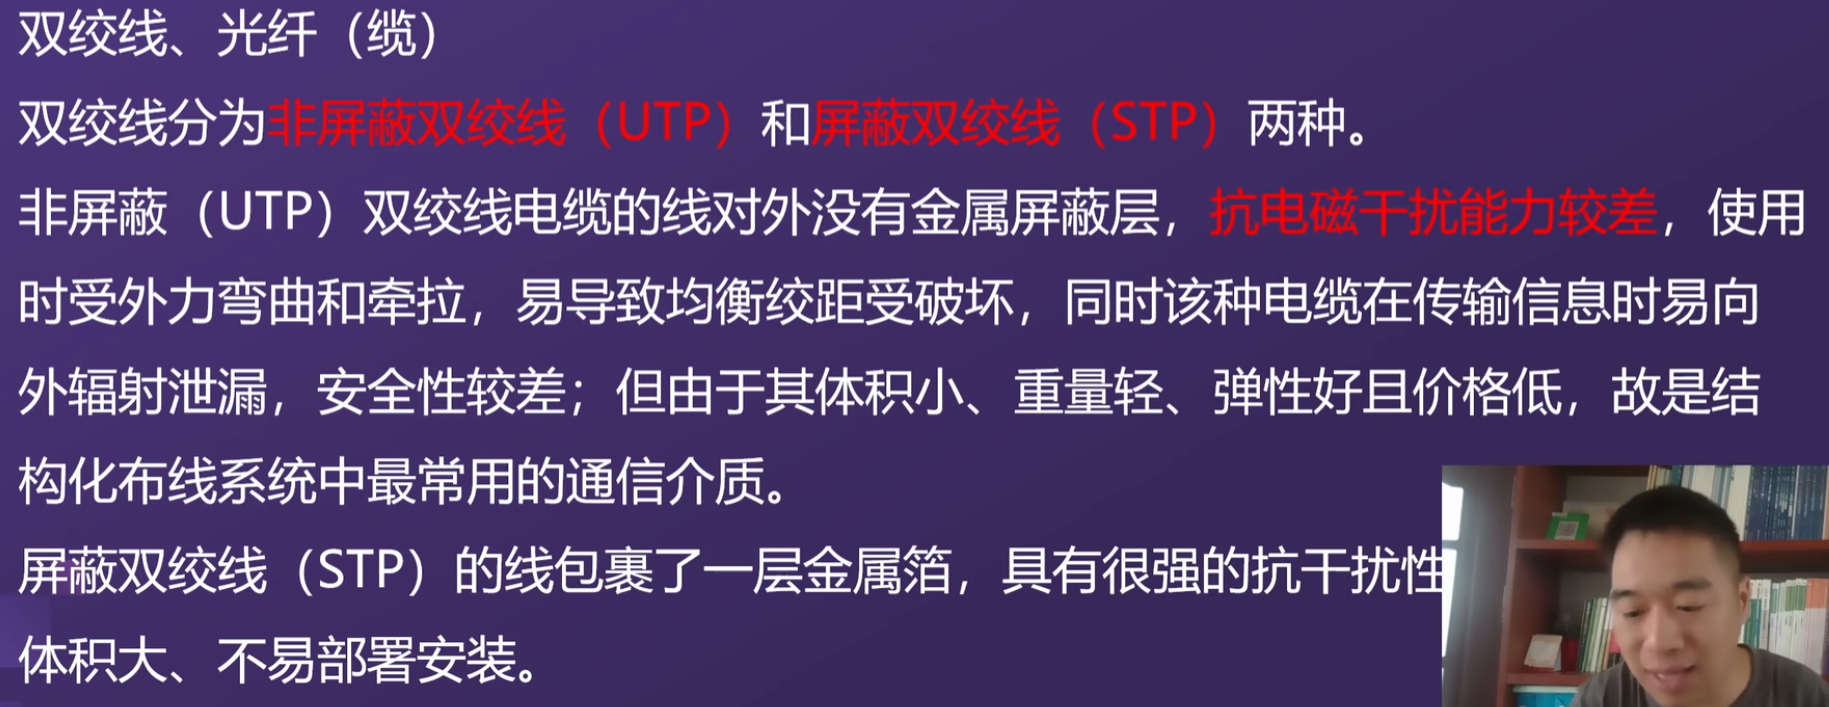 双绞线、光纤（缆）
双绞线分为非屏蔽双绞线（UTP）和屏蔽双绞线（STP）两种。
非屏蔽（UTP）双绞线电缆的线对外没有金属屏蔽层，抗电磁干扰能力较差，使用
时受外力弯曲和牵拉，易导致均衡绞距受破坏，同时该种电缆在传输信息时易向
外辐射泄漏，安全性较差；但由于其体积小、重量轻、弹性好且价格低，故是结
构化布线系统中最常用的通信介质。
屏蔽双绞线（STP）的线包裹了一层金属箔，具有很强的抗干扰性
体积大、不易部署安装。